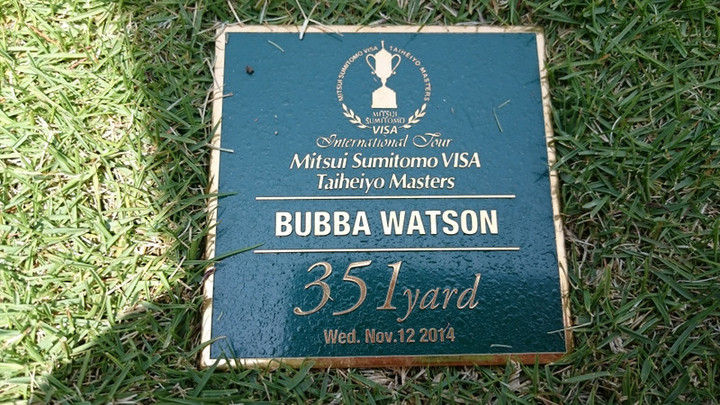 MITSUI SUMITOMO VISA TAIHEIYO MASTERS
MITSUI
SUMITOMO
VISA
International Tour
Mitsui Sumitomo VISA
Taiheiyo Masters
BUBBA WATSON
351yard
Wed. Nov.12 2014